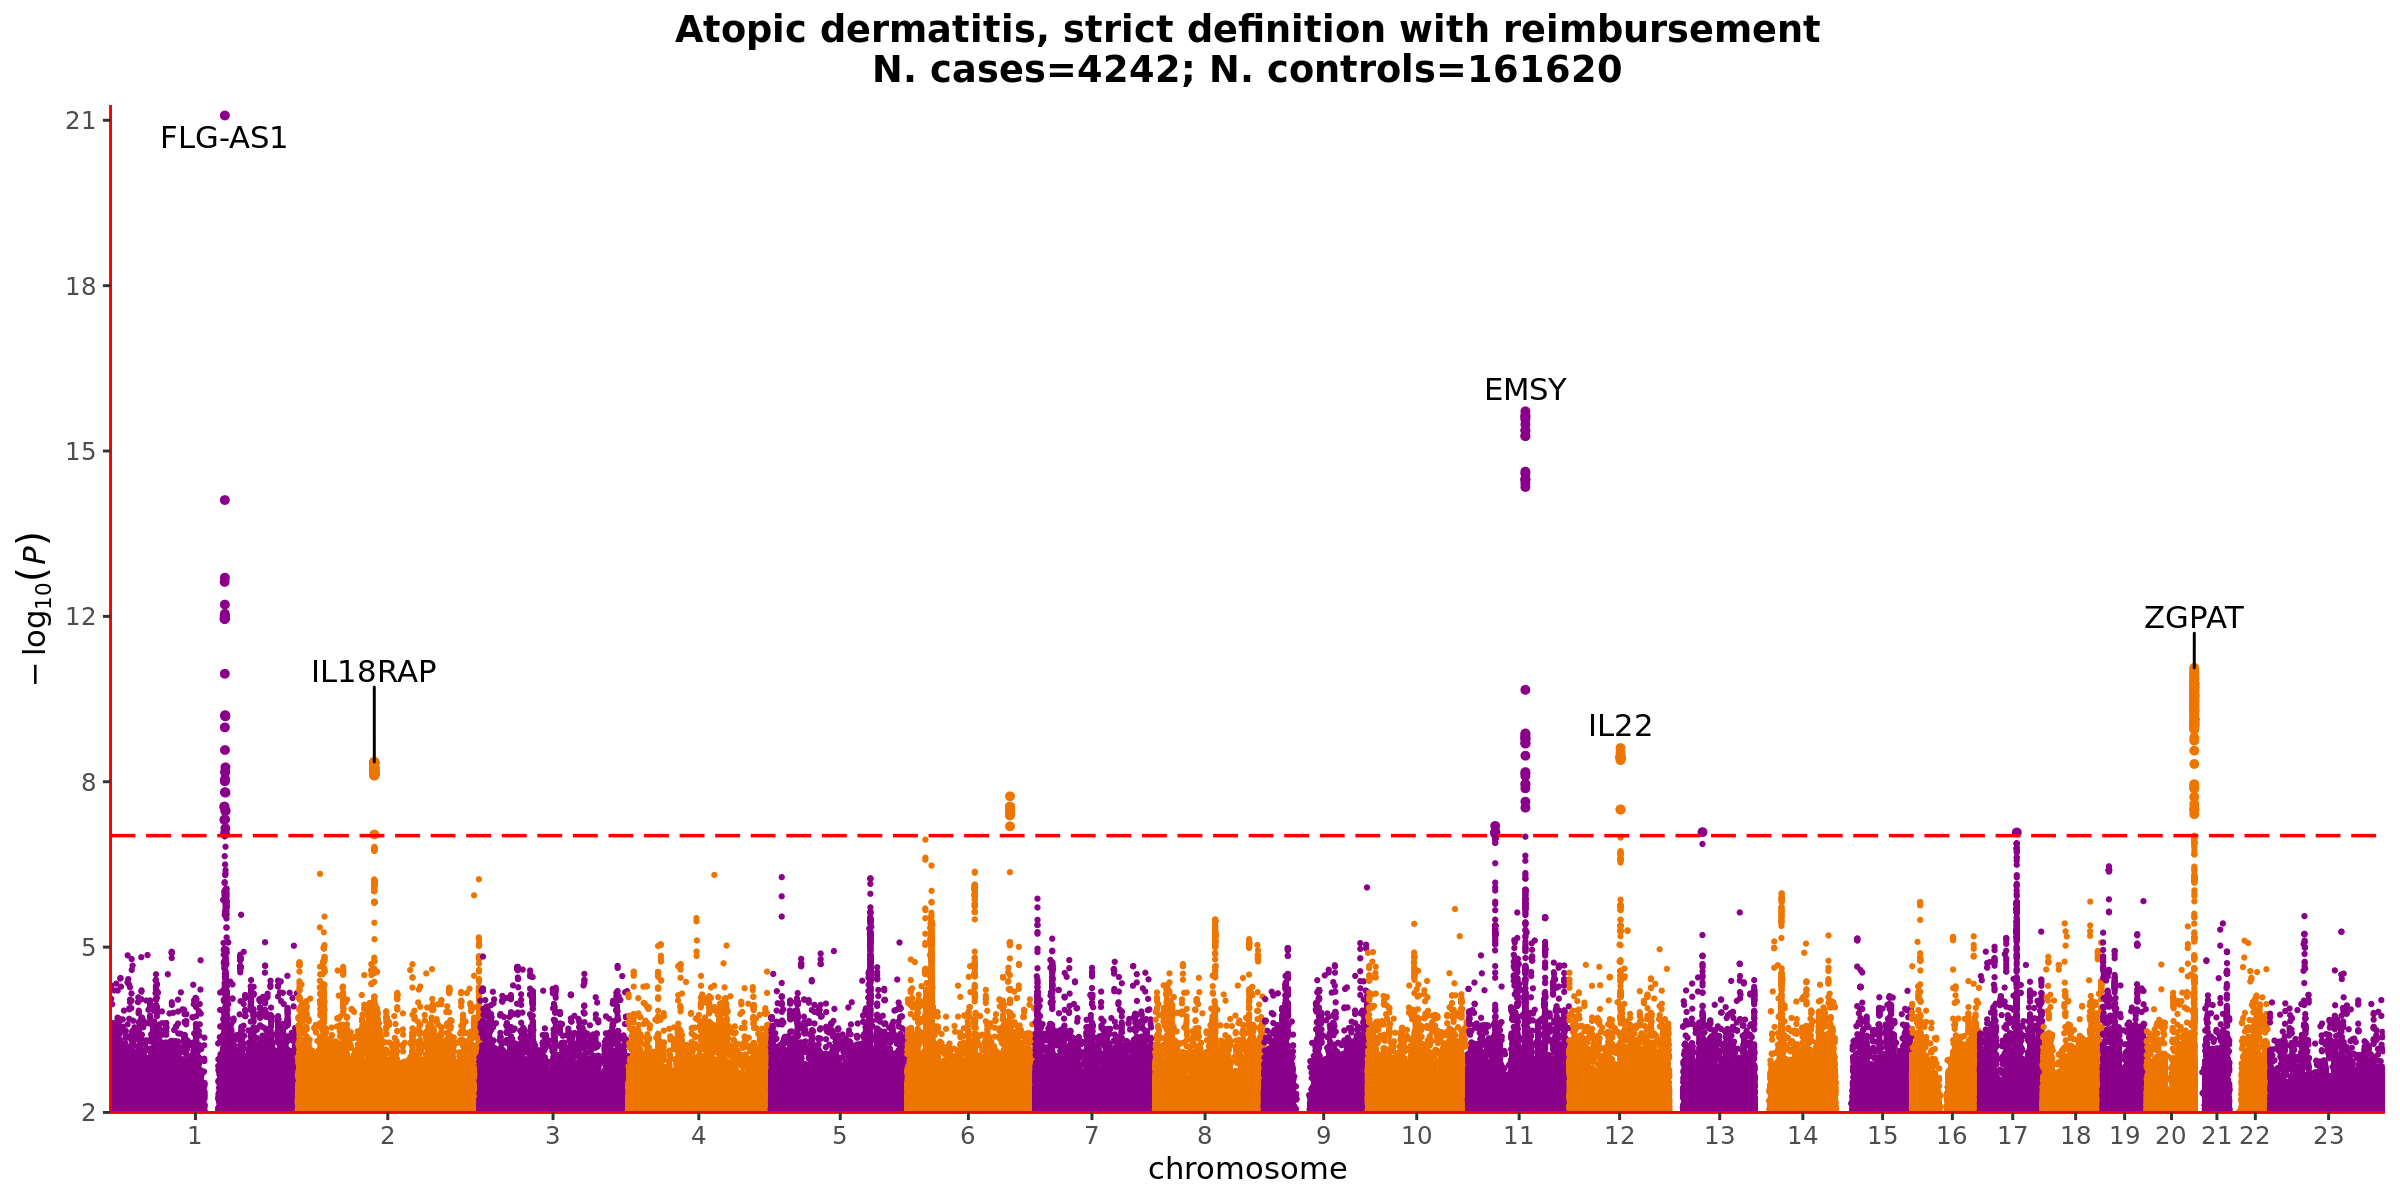 Atopic dermatitis, strict definition with reimbursement
N. cases=4242; N. controls=161620
21
FLG-AS1
18
EMSY
15
12
ZGPAT
IL18RAP
IL22
8
5
2
−log10(P)
1 2 3 4 5 6 7 8 9 10 11 12 13 14 15 16 17 18 19 20 21 22 23
chromosome